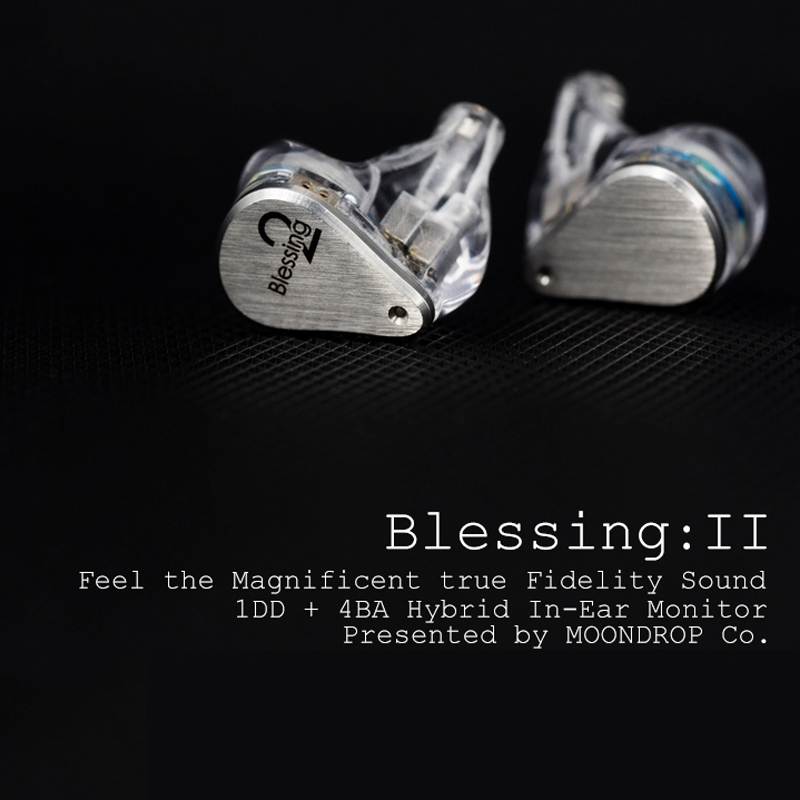 2
Blessing
Blessing:II
Feel the Magnificent true Fidelity Sound
1DD + 4BA Hybrid In-Ear Monitor
Presented by MOONDROP Co.